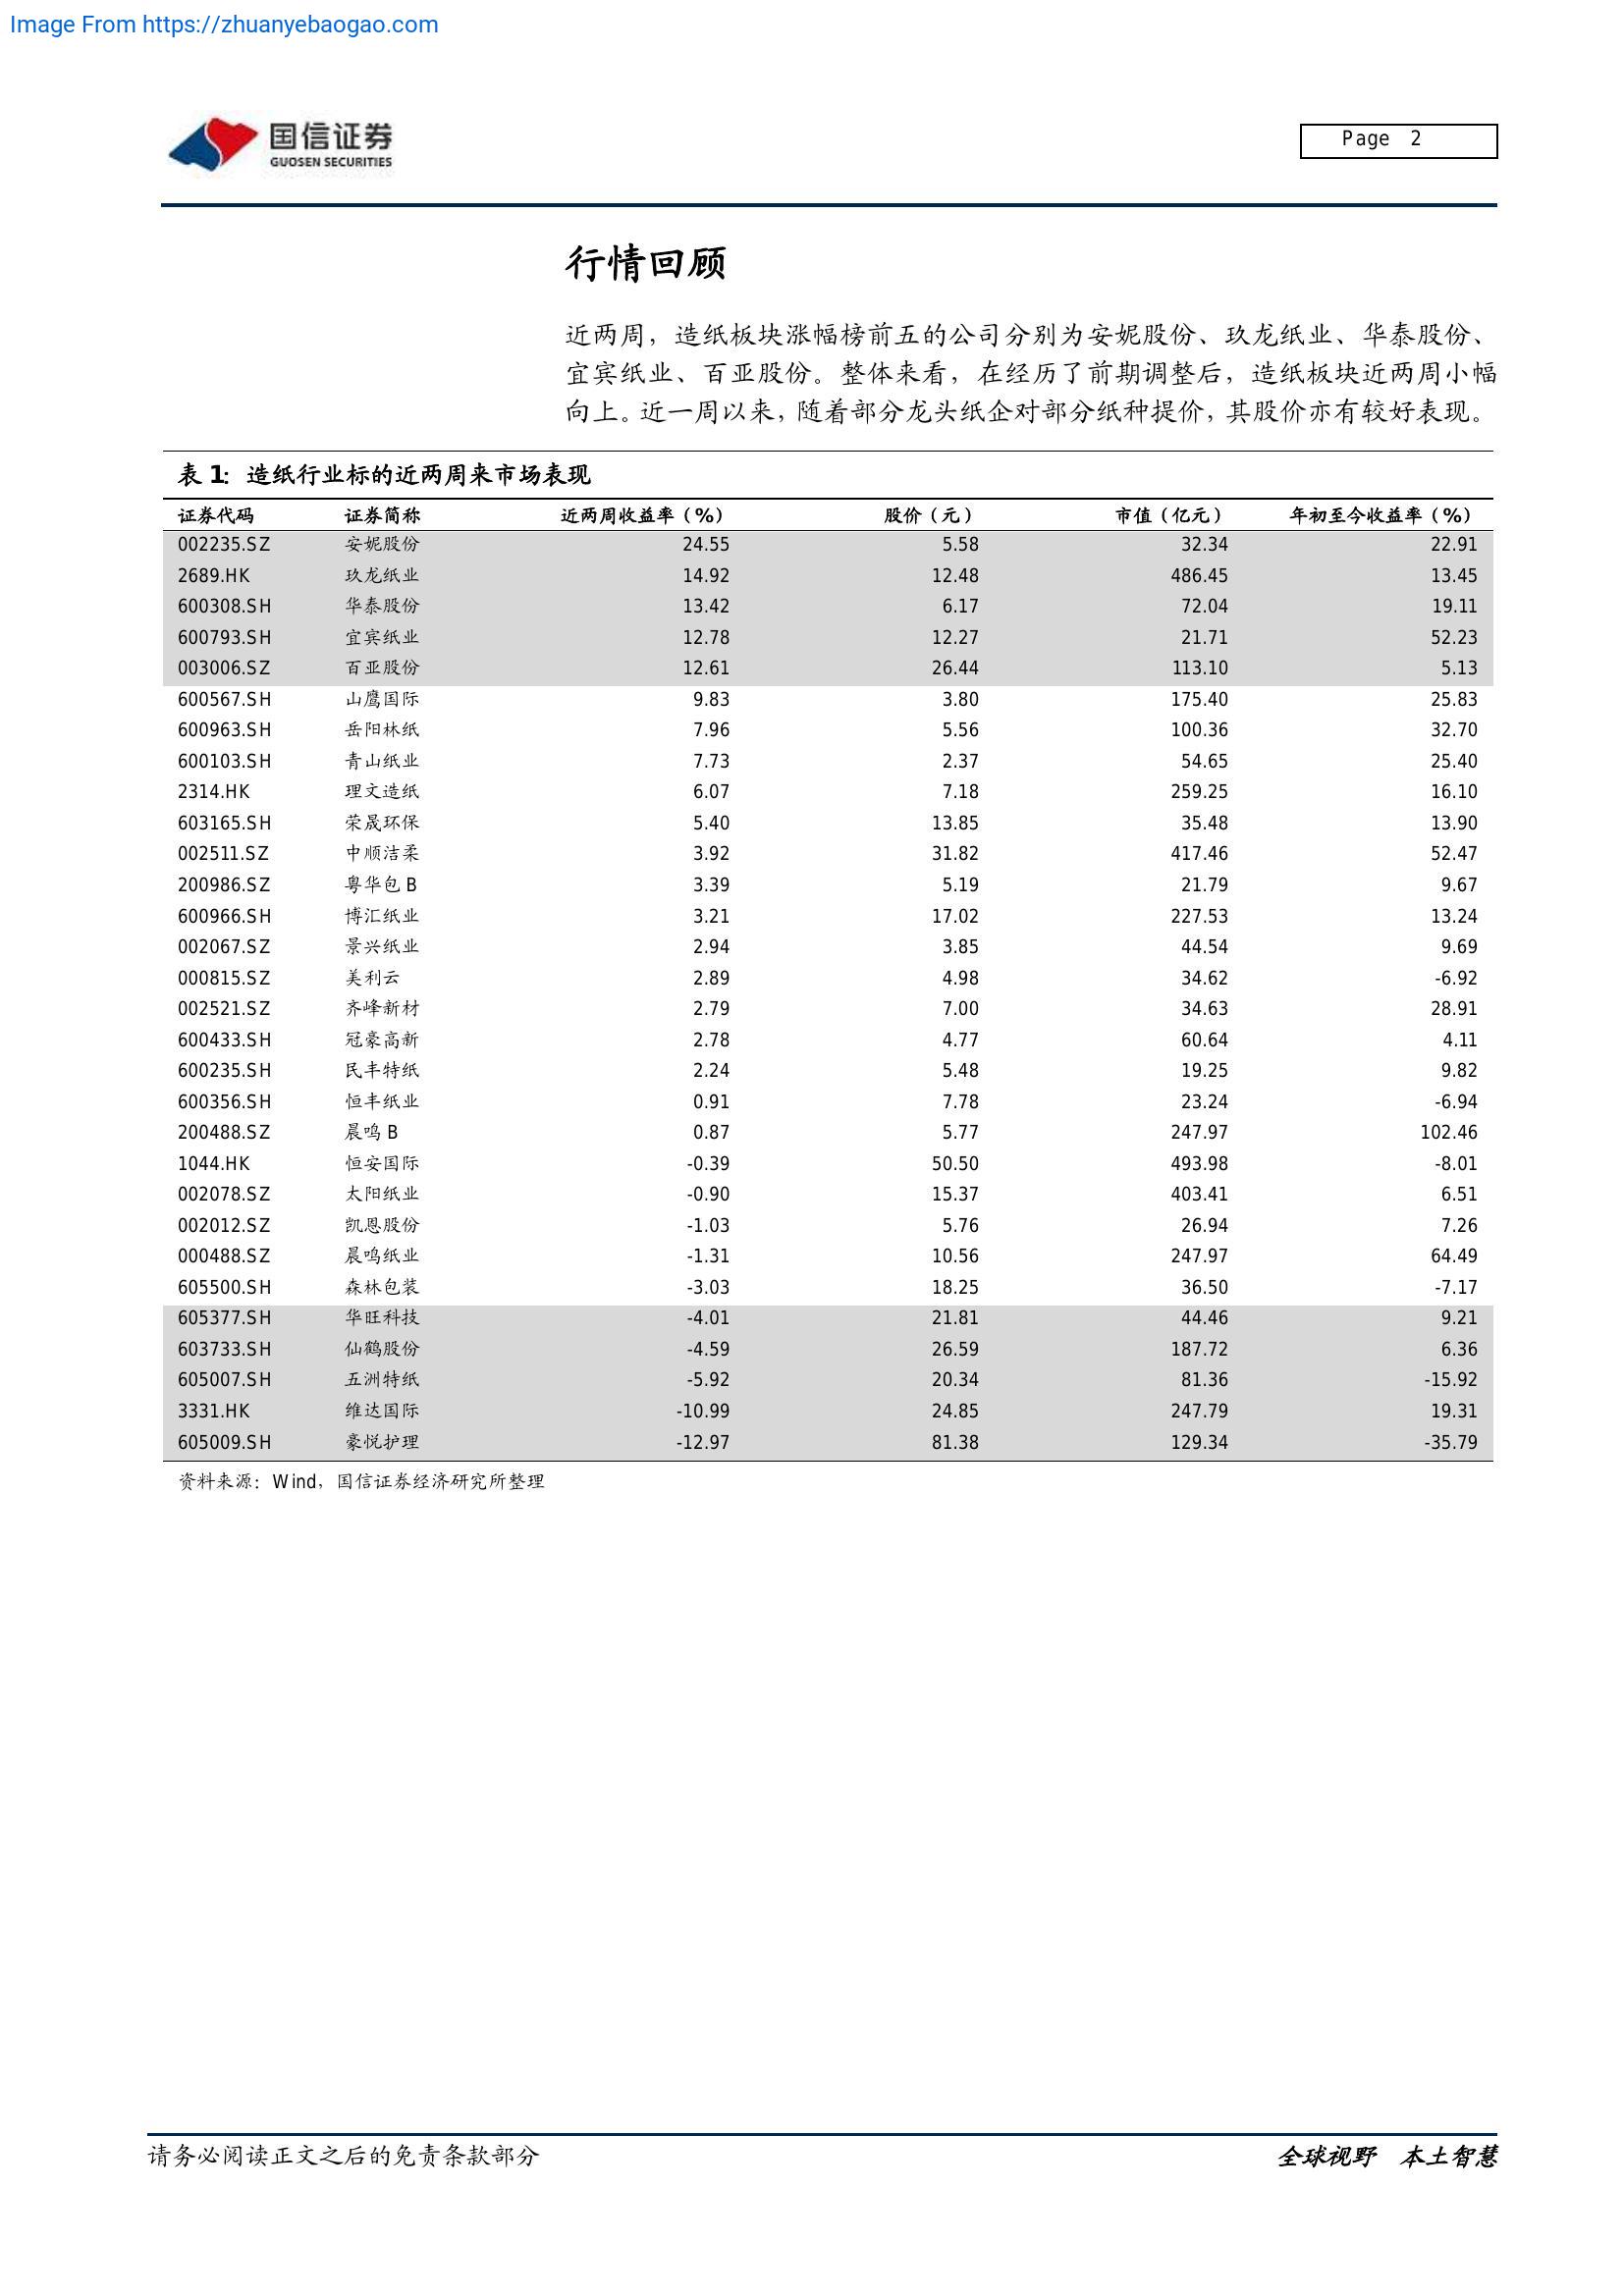 Image From https://zhuanyebaogao.com
国信证券
GUOSEN SECURITIES
Page 2
行情回顾
近两周，造纸板块涨幅榜前五的公司分别为安妮股份、玖龙纸业、华泰股份、
宜宾纸业、百亚股份。整体来看，在经历了前期调整后，造纸板块近两周小幅
向上。近一周以来，随着部分龙头纸企对部分纸种提价，其股价亦有较好表现。
表 1：造纸行业标的近两周来市场表现
证券代码 证券简称 近两周收益率（%） 股价（元） 市值（亿元） 年初至今收益率（%）
002235.SZ 安妮股份 24.55 5.58 32.34 22.91
2689.HK 玖龙纸业 14.92 12.48 486.45 13.45
600308.SH 华泰股份 13.42 6.17 72.04 19.11
600793.SH 宜宾纸业 12.78 12.27 21.71 52.23
003006.SZ 百亚股份 12.61 26.44 113.10 5.13
600567.SH 山鹰国际 9.83 3.80 175.40 25.83
600963.SH 岳阳林纸 7.96 5.56 100.36 32.70
600103.SH 青山纸业 7.73 2.37 54.65 25.40
2314.HK 理文造纸 6.07 7.18 259.25 16.10
603165.SH 荣晟环保 5.40 13.85 35.48 13.90
002511.SZ 中顺洁柔 3.92 31.82 417.46 52.47
200986.SZ 粤华包 B 3.39 5.19 21.79 9.67
600966.SH 博汇纸业 3.21 17.02 227.53 13.24
002067.SZ 景兴纸业 2.94 3.85 44.54 9.69
000815.SZ 美利云 2.89 4.98 34.62 -6.92
002521.SZ 齐峰新材 2.79 7.00 34.63 28.91
600433.SH 冠豪高新 2.78 4.77 60.64 4.11
600235.SH 民丰特纸 2.24 5.48 19.25 9.82
600356.SH 恒丰纸业 0.91 7.78 23.24 -6.94
200488.SZ 晨鸣 B 0.87 5.77 247.97 102.46
1044.HK 恒安国际 -0.39 50.50 493.98 -8.01
002078.SZ 太阳纸业 -0.90 15.37 403.41 6.51
002012.SZ 凯恩股份 -1.03 5.76 26.94 7.26
000488.SZ 晨鸣纸业 -1.31 10.56 247.97 64.49
605500.SH 森林包装 -3.03 18.25 36.50 -7.17
605377.SH 华旺科技 -4.01 21.81 44.46 9.21
603733.SH 仙鹤股份 -4.59 26.59 187.72 6.36
605007.SH 五洲特纸 -5.92 20.34 81.36 -15.92
3331.HK 维达国际 -10.99 24.85 247.79 19.31
605009.SH 豪悦护理 -12.97 81.38 129.34 -35.79
资料来源：Wind，国信证券经济研究所整理
请务必阅读正文之后的免责条款部分
全球视野 本土智慧